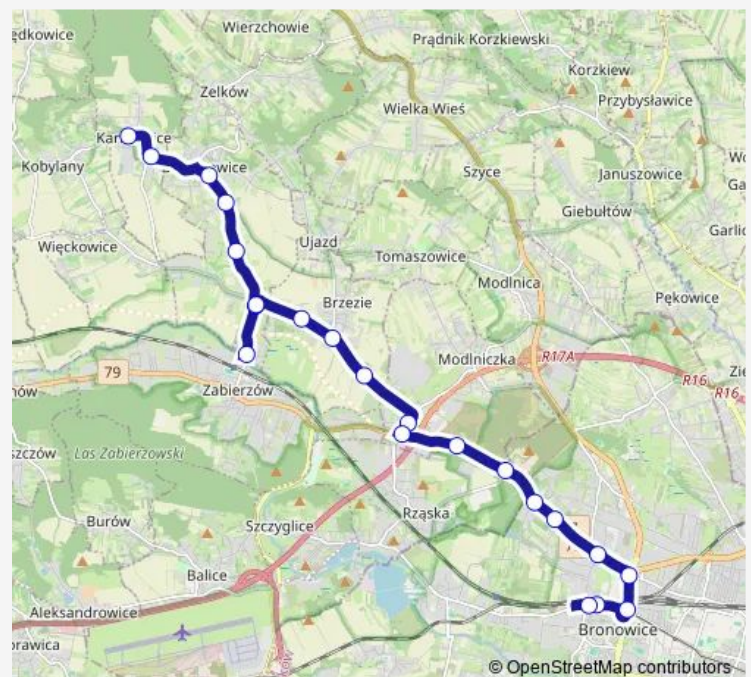 Wierzchowie
Prądnik Korzkiewski
Korzkiew
Zelków
Wielka Wieś
Przybysławice
Kobylany
Szyce
Januszowice
Giebułtów
Więckowice
Ujazd
Tomaszowice
Modlnica
Pękowice
Brzezie
Modlniczka
R17A
R16
R16
79
Zabierzów
Las Zabierzowski
Rząska
Burów
Szczyglice
Balice
Aleksandrowice
Bronowice
© OpenStreetMap contributors